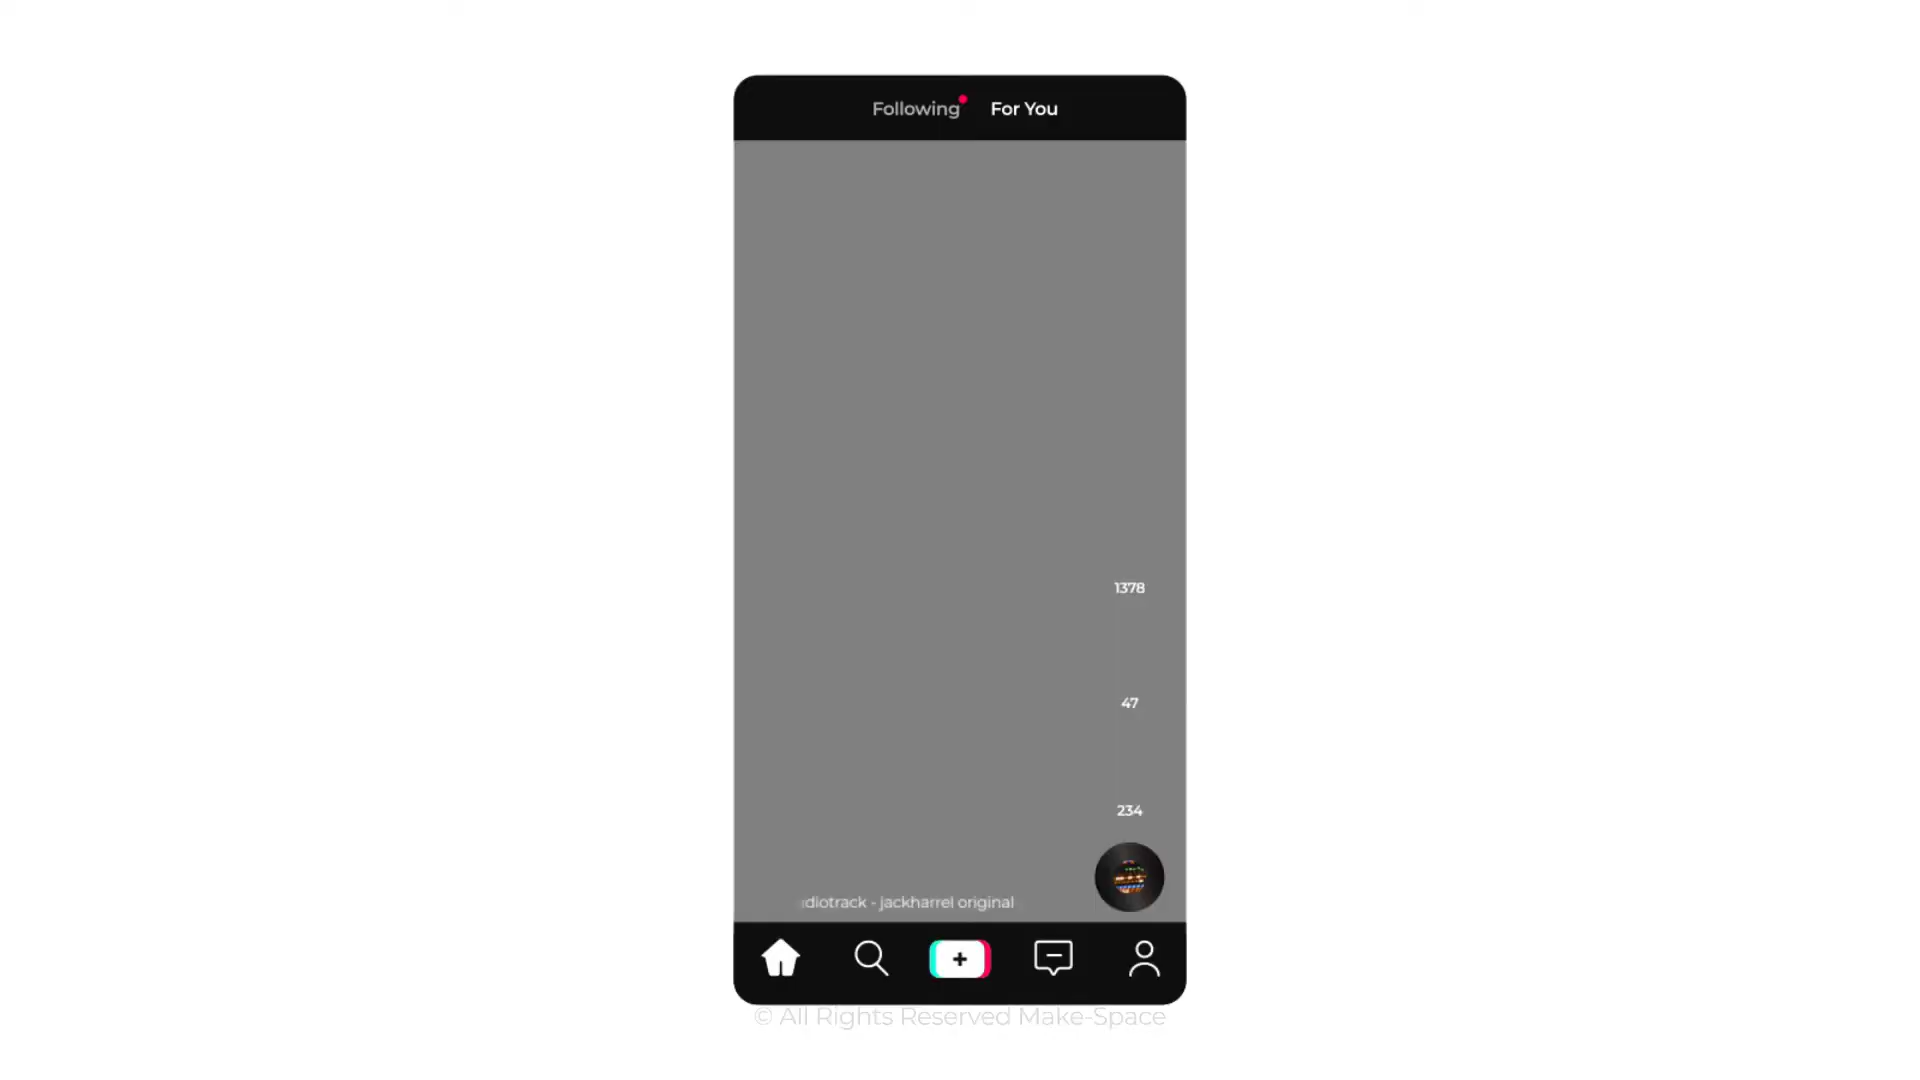 Following For You
1378
47
234
diotrack - jackharrel original
© All Rights Reserved Make-Space